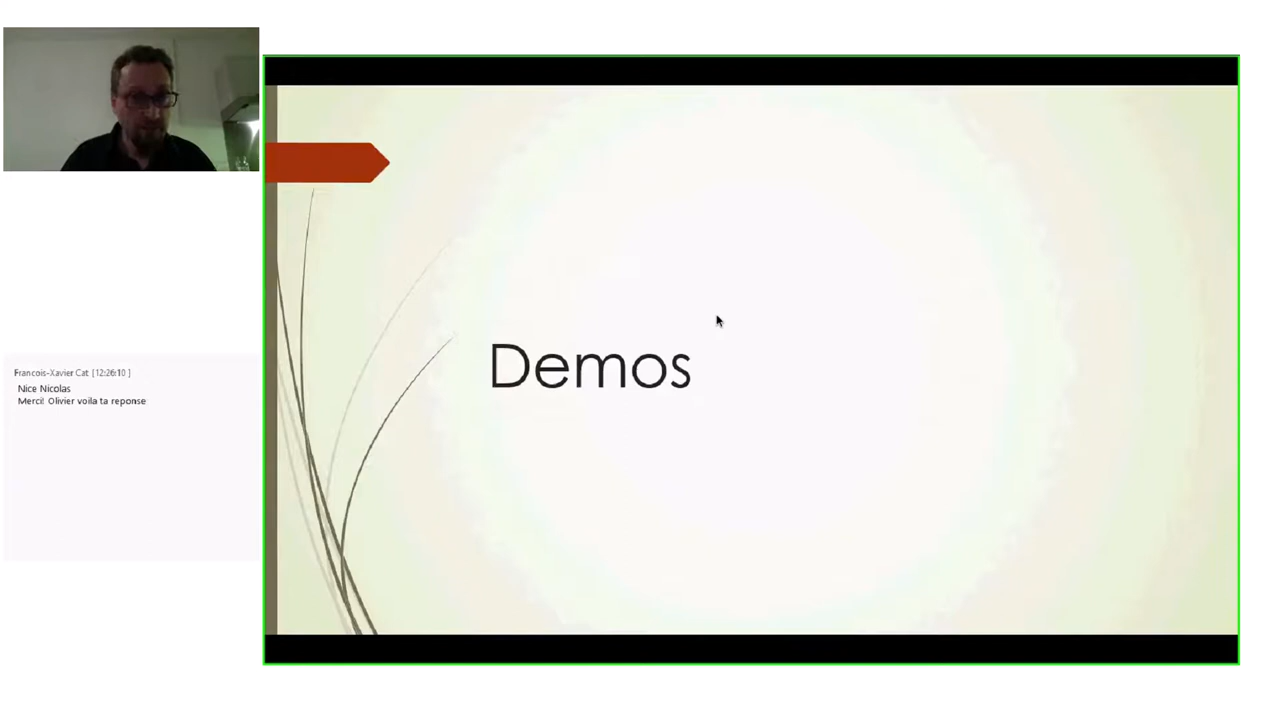 Demos
Francois-Xavier Cat [12:26:10 ]
Nice Nicolas
Merci! Olivier voila ta reponse